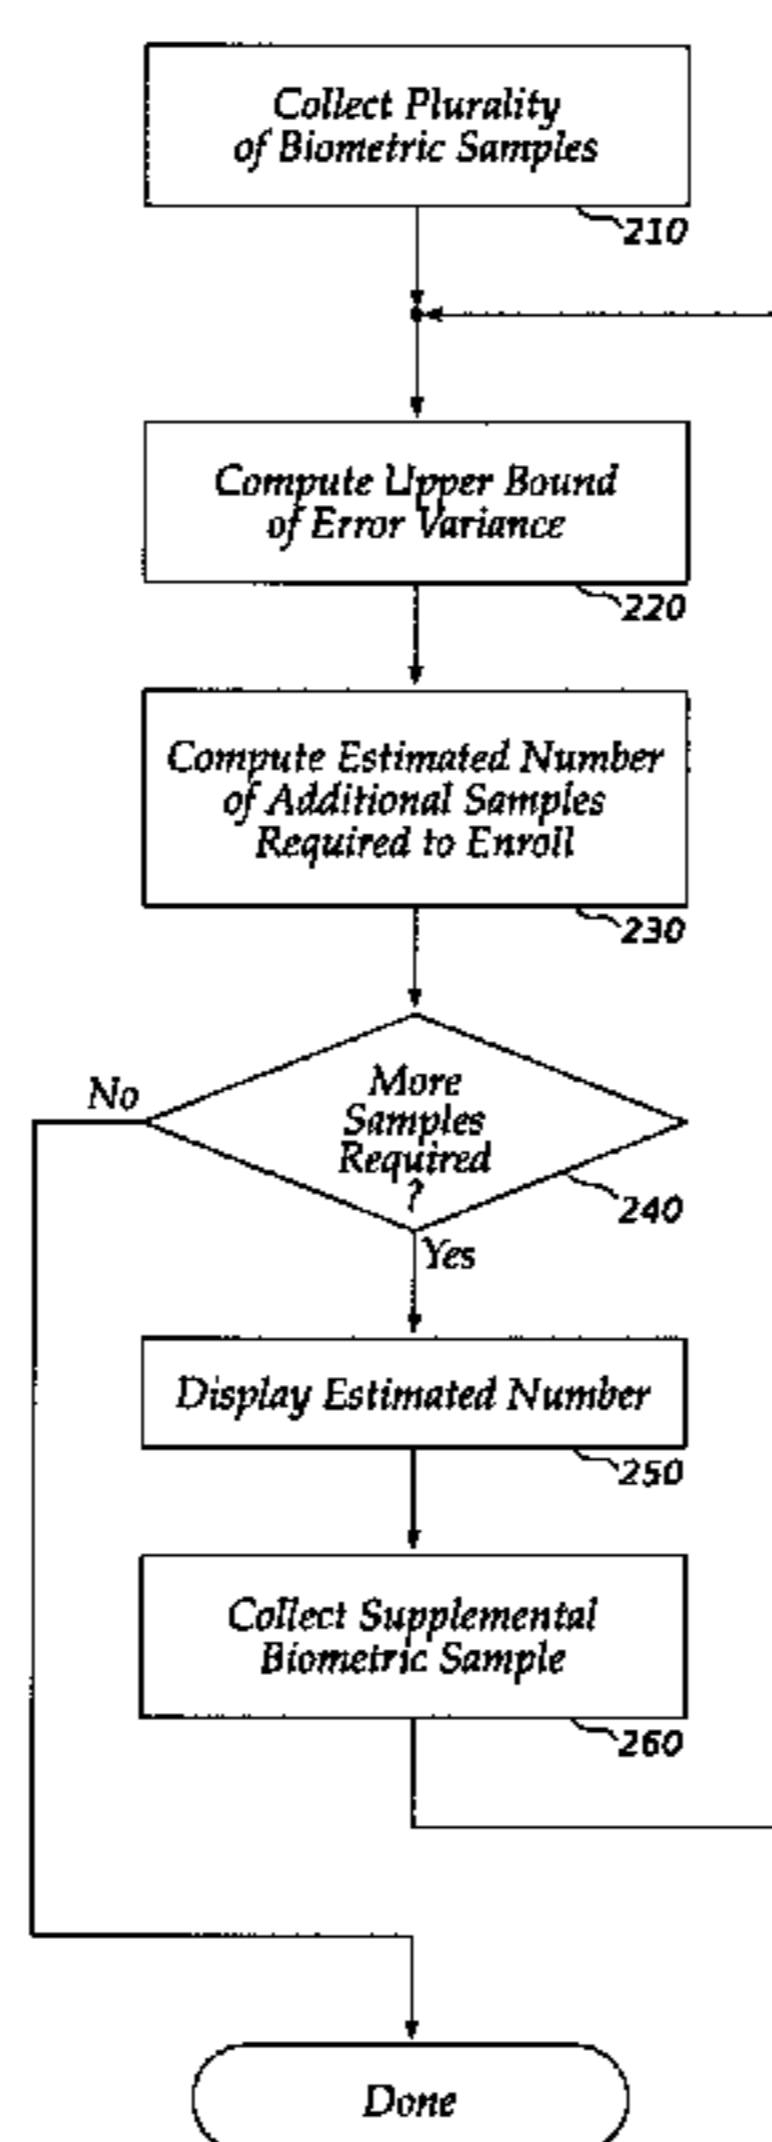 Collect Plurality
of Biometric Samples
210
Compute Upper Bound
of Error Variance
220
Compute Estimated Number
of Additional Samples
Required to Enroll
230
No
More
Samples
Required
?
240
Yes
Display Estimated Number
250
Collect Supplemental
Biometric Sample
260
Done